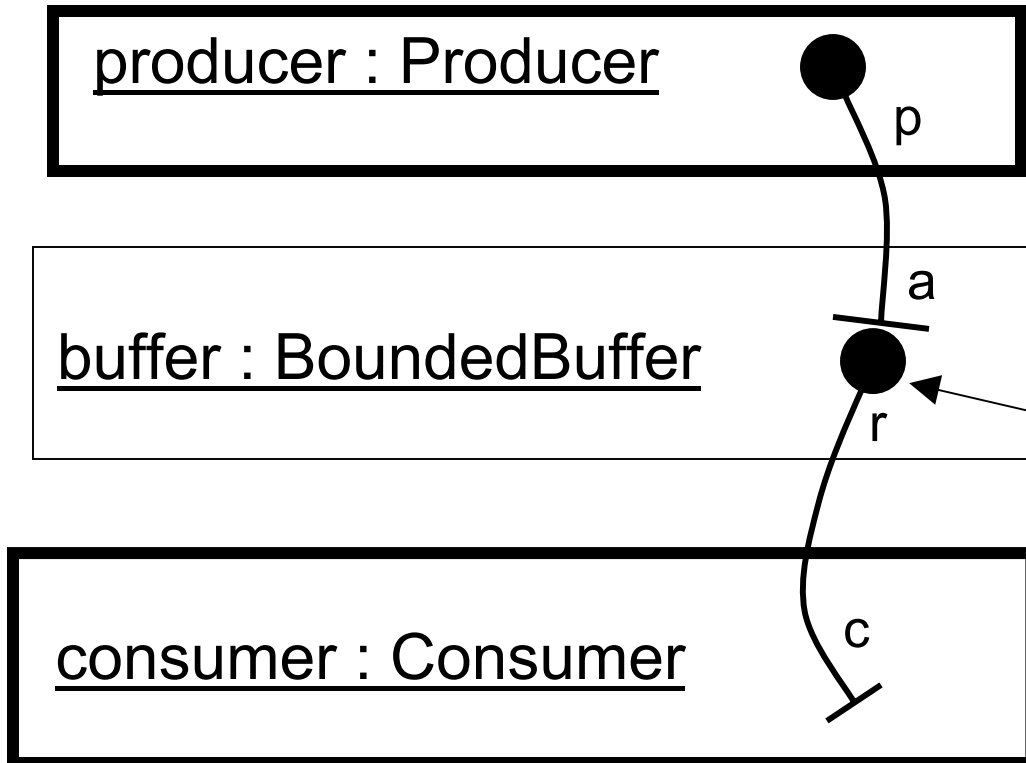 producer : Producer
p
a
buffer : BoundedBuffer
r
c
consumer : Consumer